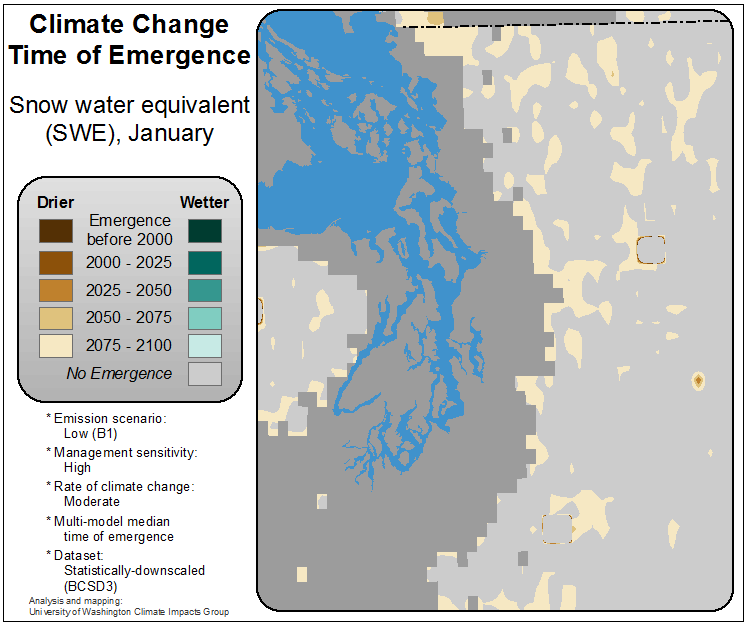 Climate Change
Time of Emergence
Snow water equivalent
(SWE), January
Drier
Wetter
Emergence
before 2000
2000 - 2025
2025 - 2050
2050 - 2075
2075 - 2100
No Emergence
* Emission scenario:
Low (B1)
* Management sensitivity:
High
* Rate of climate change:
Moderate
* Multi-model median
time of emergence
* Dataset:
Statistically-downscaled
(BCSD3)
Analysis and mapping:
University of Washington Climate Impacts Group